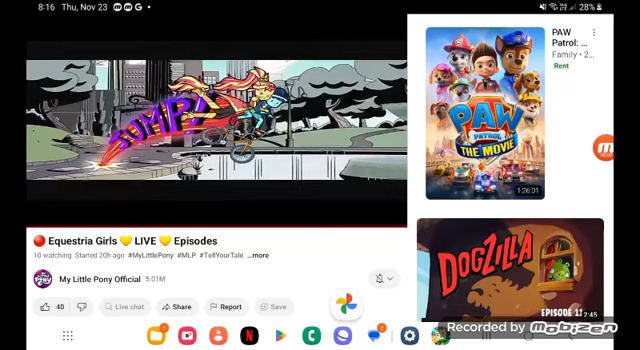 8:16 Thu, Nov 23
28%
JUMP!
PAW
Patrol: ...
Family • 2...
Rent
PAW
PATROL
THE MOVIE
1:26:01
🔴 Equestria Girls 💛 LIVE 💛 Episodes
10 watching Started 20h ago #MyLittlePony #MLP #TellYourTale ...more
My Little Pony Official 5.01M
40
Live chat
Share
Report
Save
DOGZILLA
2:45
Recorded by
Mobizen